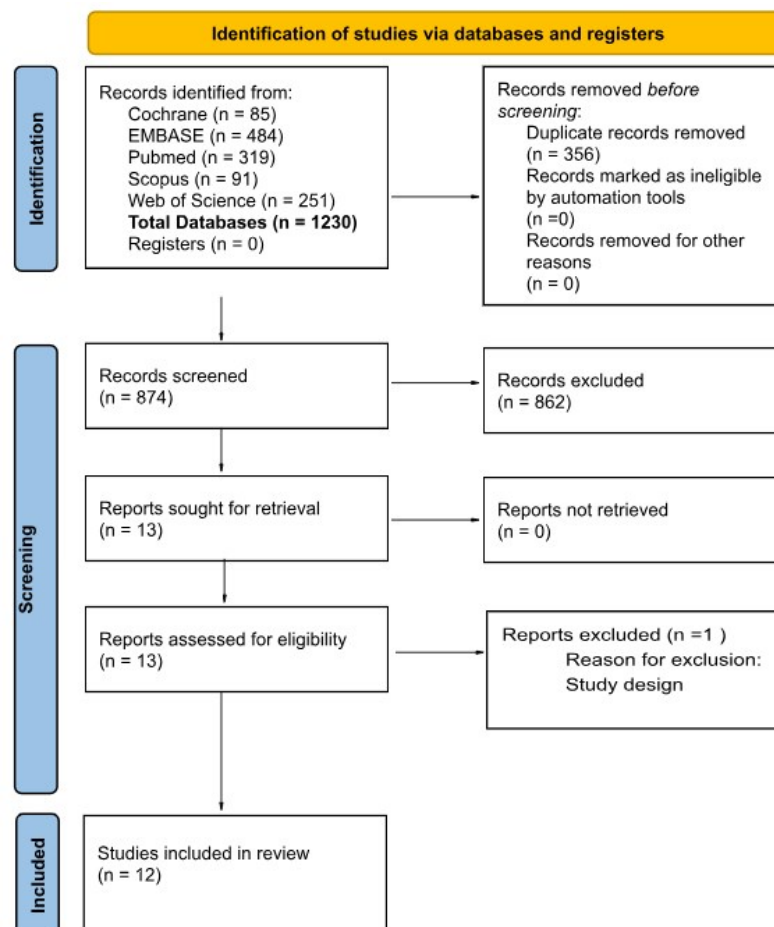 Identification of studies via databases and registers
Identification
Records identified from:
Cochrane (n = 85)
EMBASE (n = 484)
Pubmed (n = 319)
Scopus (n = 91)
Web of Science (n = 251)
Total Databases (n = 1230)
Registers (n = 0)
Records removed before
screening:
Duplicate records removed
(n = 356)
Records marked as ineligible
by automation tools
(n =0)
Records removed for other
reasons
(n = 0)
Screening
Records screened
(n = 874)
Records excluded
(n = 862)
Reports sought for retrieval
(n = 13)
Reports not retrieved
(n = 0)
Reports assessed for eligibility
(n = 13)
Reports excluded (n =1 )
Reason for exclusion:
Study design
Included
Studies included in review
(n = 12)